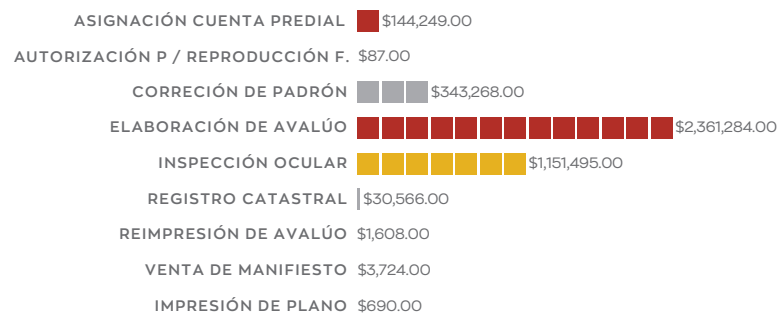 ASIGNACIÓN CUENTA PREDIAL $144,249.00
AUTORIZACIÓN P / REPRODUCCIÓN F. $87.00
CORRECIÓN DE PADRÓN $343,268.00
ELABORACIÓN DE AVALÚO $2,361,284.00
INSPECCIÓN OCULAR $1,151,495.00
REGISTRO CATASTRAL $30,566.00
REIMPRESIÓN DE AVALÚO $1,608.00
VENTA DE MANIFIESTO $3,724.00
IMPRESIÓN DE PLANO $690.00